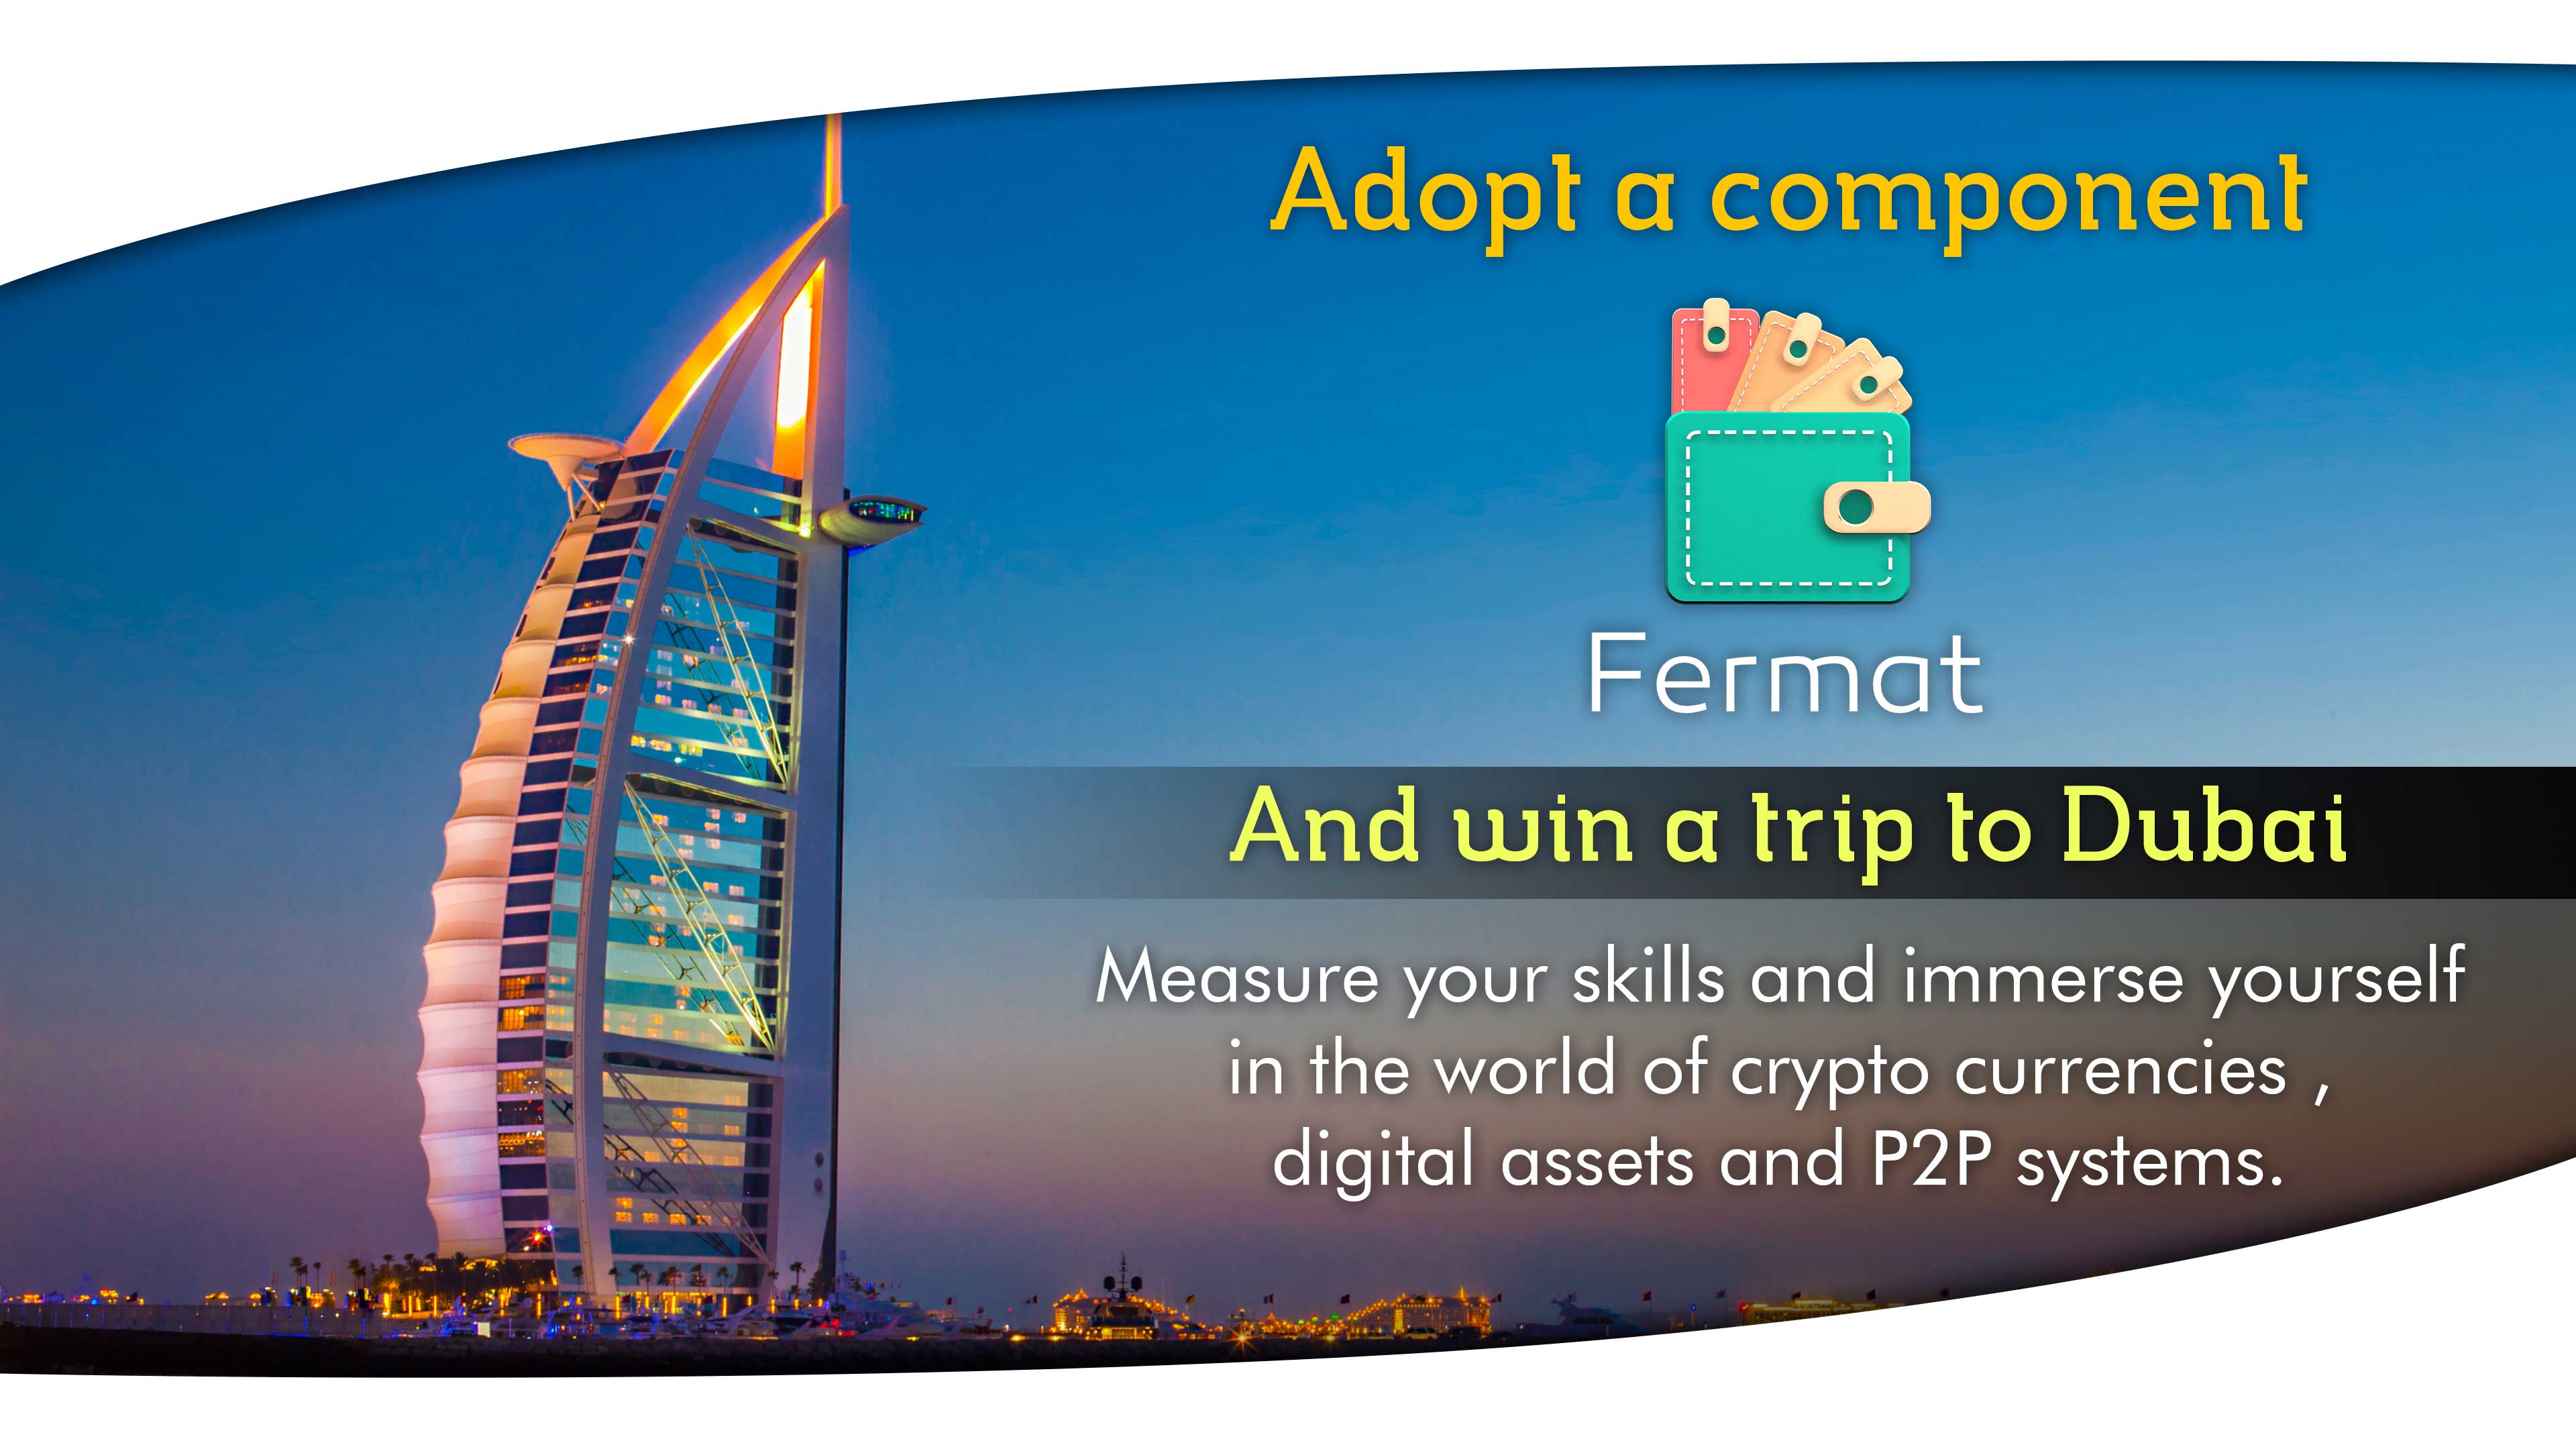 Adopt a component
Fermat
And win a trip to Dubai
Measure your skills and immerse yourself
in the world of crypto currencies ,
digital assets and P2P systems.